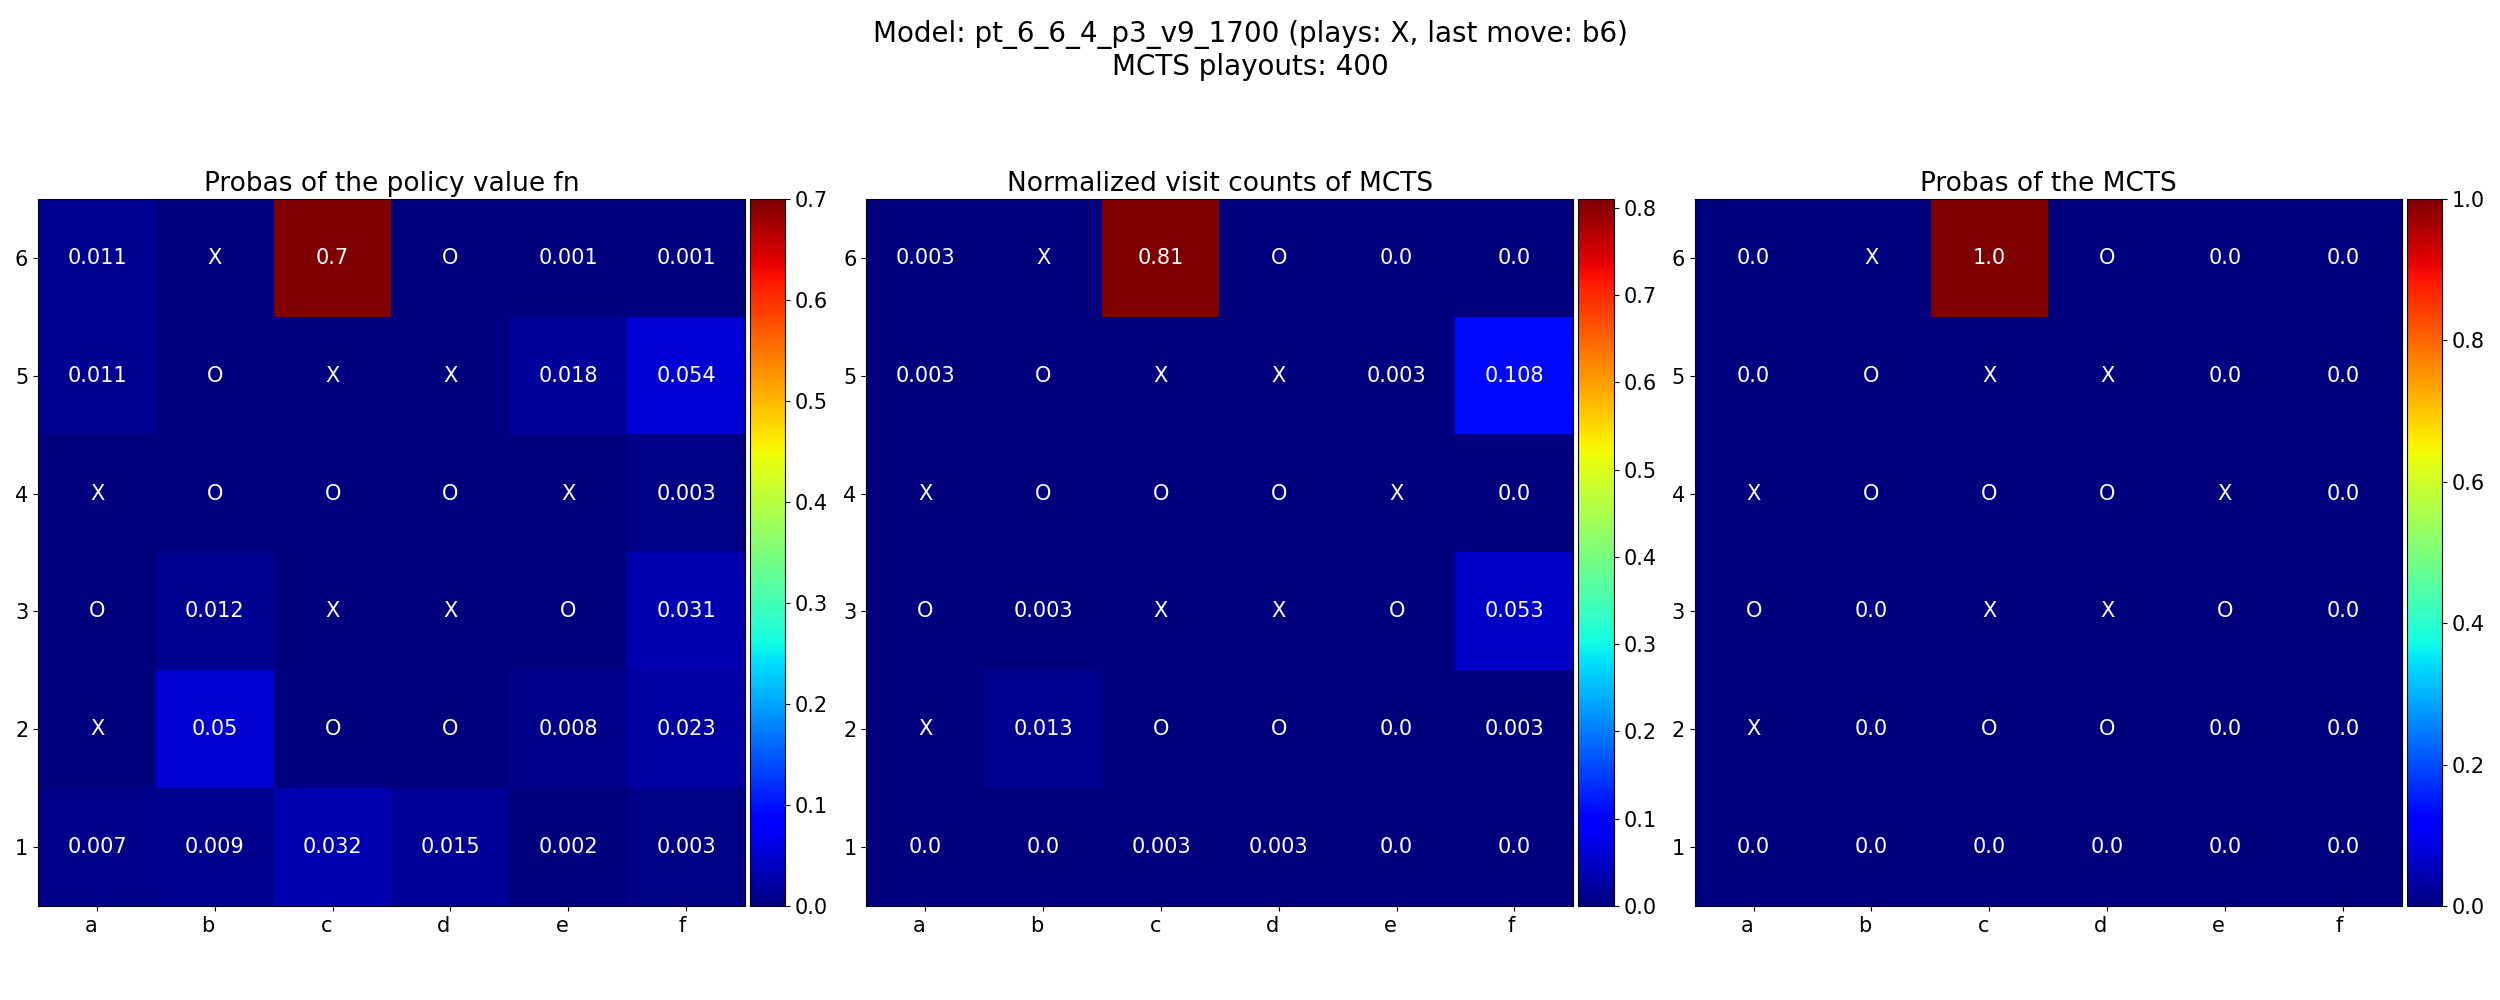 Model: pt_6_6_4_p3_v9_1700 (plays: X, last move: b6)
MCTS playouts: 400
Probas of the policy value fn
6 0.011 X 0.7 O 0.001 0.001
5 0.011 O X X 0.018 0.054
4 X O O O X 0.003
3 O 0.012 X X O 0.031
2 X 0.05 O O 0.008 0.023
1 0.007 0.009 0.032 0.015 0.002 0.003
a b c d e f
0.7
0.6
0.5
0.4
0.3
0.2
0.1
0.0
Normalized visit counts of MCTS
6 0.003 X 0.81 O 0.0 0.0
5 0.003 O X X 0.003 0.108
4 X O O O X 0.0
3 O 0.003 X X O 0.053
2 X 0.013 O O 0.0 0.003
1 0.0 0.0 0.003 0.003 0.0 0.0
a b c d e f
0.8
0.7
0.6
0.5
0.4
0.3
0.2
0.1
0.0
Probas of the MCTS
6 0.0 X 1.0 O 0.0 0.0
5 0.0 O X X 0.0 0.0
4 X O O O X 0.0
3 O 0.0 X X O 0.0
2 X 0.0 O O 0.0 0.0
1 0.0 0.0 0.0 0.0 0.0 0.0
a b c d e f
1.0
0.8
0.6
0.4
0.2
0.0